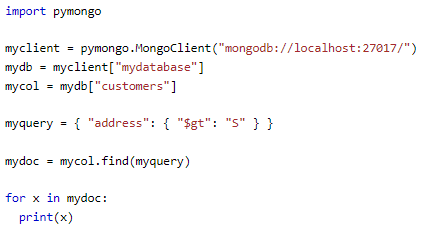 import pymongo
myclient = pymongo.MongoClient("mongodb://localhost:27017/")
mydb = myclient["mydatabase"]
mycol = mydb["customers"]
myquery = { "address": { "$gt": "S" } }
mydoc = mycol.find(myquery)
for x in mydoc:
  print(x)